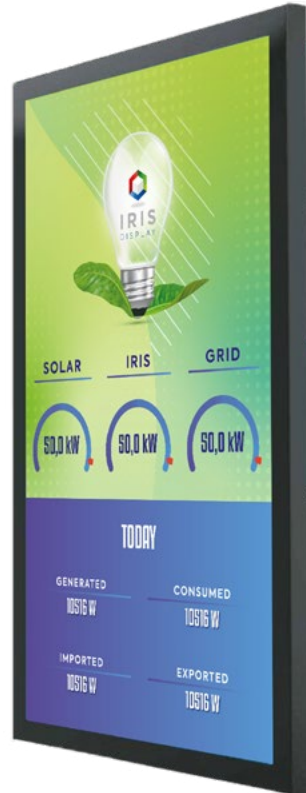 IRIS
DISPLAY
SOLAR IRIS GRID
50,0 kW 50,0 kW 50,0 kW
TODAY
GENERATED CONSUMED
10516 W 10516 W
IMPORTED EXPORTED
10516 W 10516 W